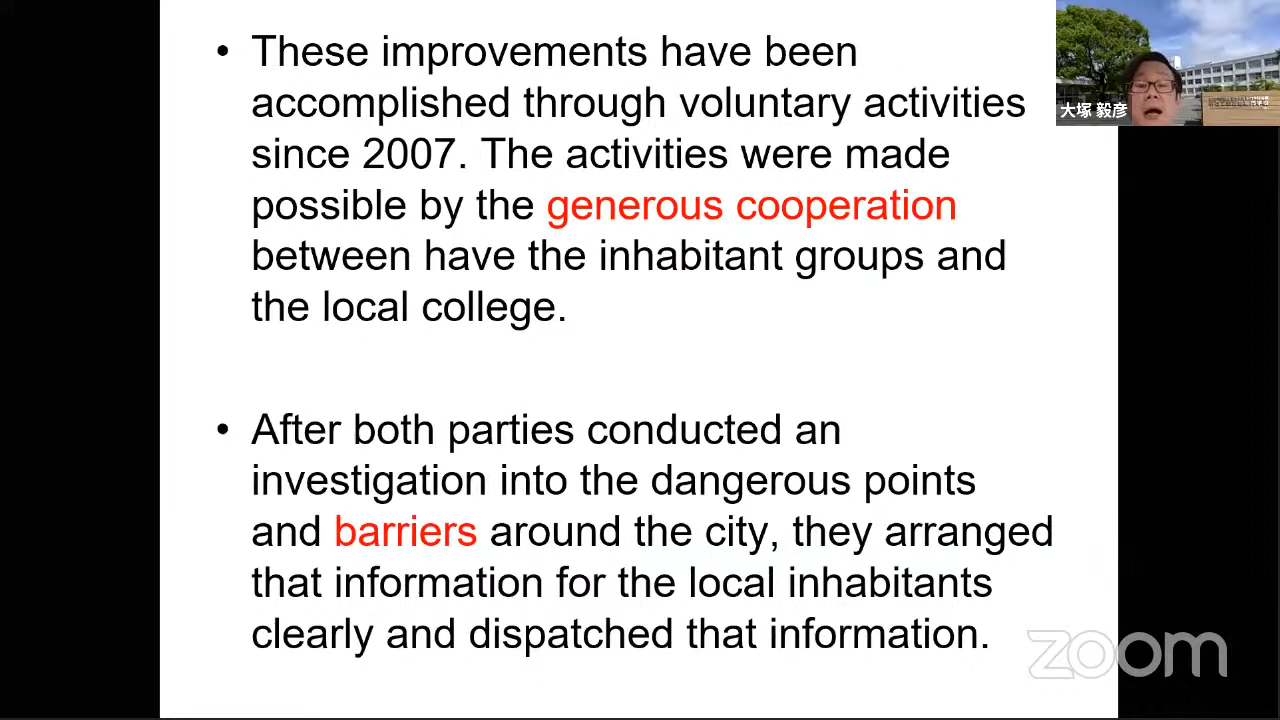 • These improvements have been
accomplished through voluntary activities
since 2007. The activities were made
possible by the generous cooperation
between have the inhabitant groups and
the local college.
• After both parties conducted an
investigation into the dangerous points
and barriers around the city, they arranged
that information for the local inhabitants
clearly and dispatched that information.
大塚 毅彦
zoom